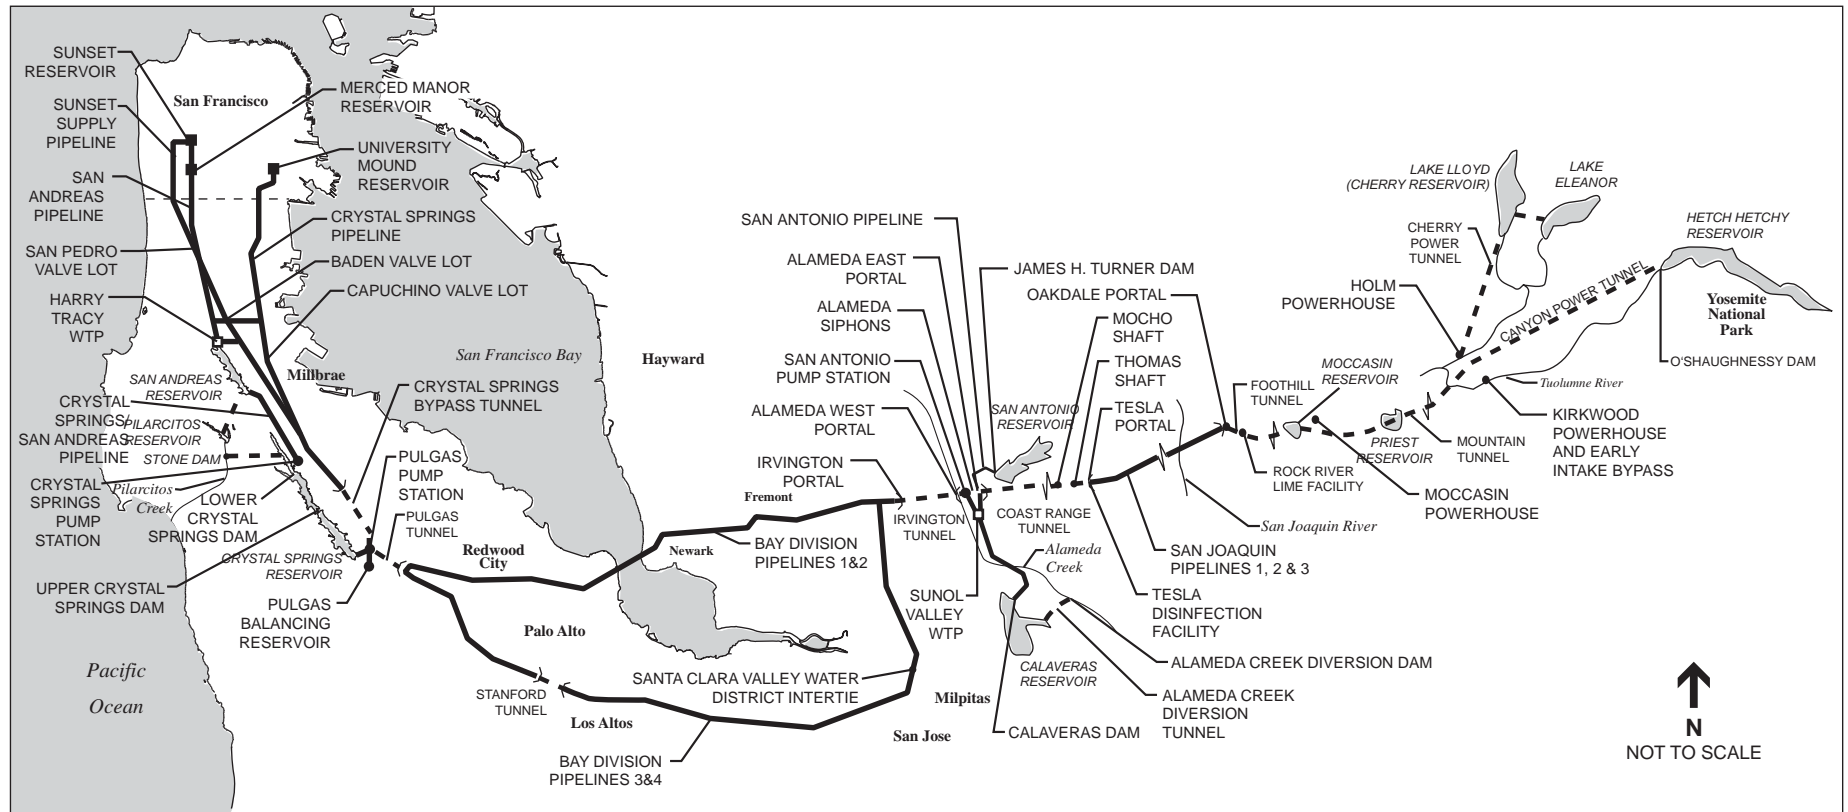 SUNSET
RESERVOIR
SUNSET
SUPPLY
PIPELINE
SAN
ANDREAS
PIPELINE
SAN PEDRO
VALVE LOT
HARRY
TRACY
WTP
SAN ANDREAS
RESERVOIR
CRYSTAL
SPRINGS/
SAN ANDREAS
PIPELINE
PILARCITOS
RESERVOIR
STONE DAM
CRYSTAL
SPRINGS
PUMP
STATION
Pilarcitos
Creek
LOWER
CRYSTAL
SPRINGS DAM
CRYSTAL SPRINGS
RESERVOIR
UPPER CRYSTAL
SPRINGS DAM
Pacific
Ocean
San Francisco
MERCED MANOR
RESERVOIR
UNIVERSITY
MOUND
RESERVOIR
CRYSTAL SPRINGS
PIPELINE
BADEN VALVE LOT
CAPUCHINO VALVE LOT
San Francisco Bay
Millbrae
CRYSTAL SPRINGS
BYPASS TUNNEL
PULGAS
PUMP
STATION
PULGAS
TUNNEL
PULGAS
BALANCING
RESERVOIR
Redwood
City
Palo Alto
STANFORD
TUNNEL
Los Altos
BAY DIVISION
PIPELINES 3&4
Hayward
Newark
Fremont
BAY DIVISION
PIPELINES 1&2
SANTA CLARA VALLEY WATER
DISTRICT INTERTIE
Milpitas
San Jose
SAN ANTONIO PIPELINE
ALAMEDA EAST
PORTAL
ALAMEDA
SIPHONS
SAN ANTONIO
PUMP STATION
ALAMEDA WEST
PORTAL
IRVINGTON
PORTAL
IRVINGTON
TUNNEL
SUNOL
VALLEY
WTP
JAMES H. TURNER DAM
OAKDALE PORTAL
MOCHO
SHAFT
THOMAS
SHAFT
TESLA
PORTAL
SAN ANTONIO
RESERVOIR
COAST RANGE
TUNNEL
Alameda
Creek
CALAVERAS
RESERVOIR
CALAVERAS DAM
San Joaquin River
SAN JOAQUIN
PIPELINES 1, 2 & 3
TESLA
DISINFECTION
FACILITY
ALAMEDA CREEK DIVERSION DAM
ALAMEDA CREEK
DIVERSION
TUNNEL
LAKE LLOYD
(CHERRY RESERVOIR)
LAKE
ELEANOR
CHERRY
POWER
TUNNEL
HOLM
POWERHOUSE
HETCH HETCHY
RESERVOIR
CANYON POWER TUNNEL
Yosemite
National
Park
O'SHAUGHNESSY DAM
MOCCASIN
RESERVOIR
FOOTHILL
TUNNEL
Tuolumne River
KIRKWOOD
POWERHOUSE
AND EARLY
INTAKE BYPASS
PRIEST
RESERVOIR
MOUNTAIN
TUNNEL
ROCK RIVER
LIME FACILITY
MOCCASIN
POWERHOUSE
N
NOT TO SCALE